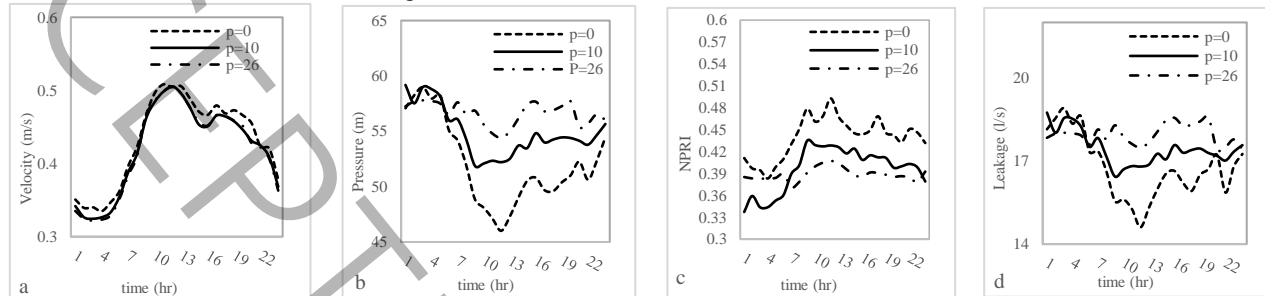 0.6
0.5
0.4
0.3
Velocity (m/s)
p=0
p=10
p=26
1 4 7 10 13 16 19 22
time (hr)
a
65
60
55
50
45
Pressure (m)
p=0
p=10
P=26
1 4 7 10 13 16 19 22
time (hr)
b
0.6
0.57
0.54
0.51
0.48
0.45
0.42
0.39
0.36
0.33
0.3
NPRI
p=0
p=10
p=26
1 4 7 10 13 16 19 22
time (hr)
c
20
17
14
Leakage (l/s)
p=0
p=10
p=26
1 4 7 10 13 16 19 22
time (hr)
d